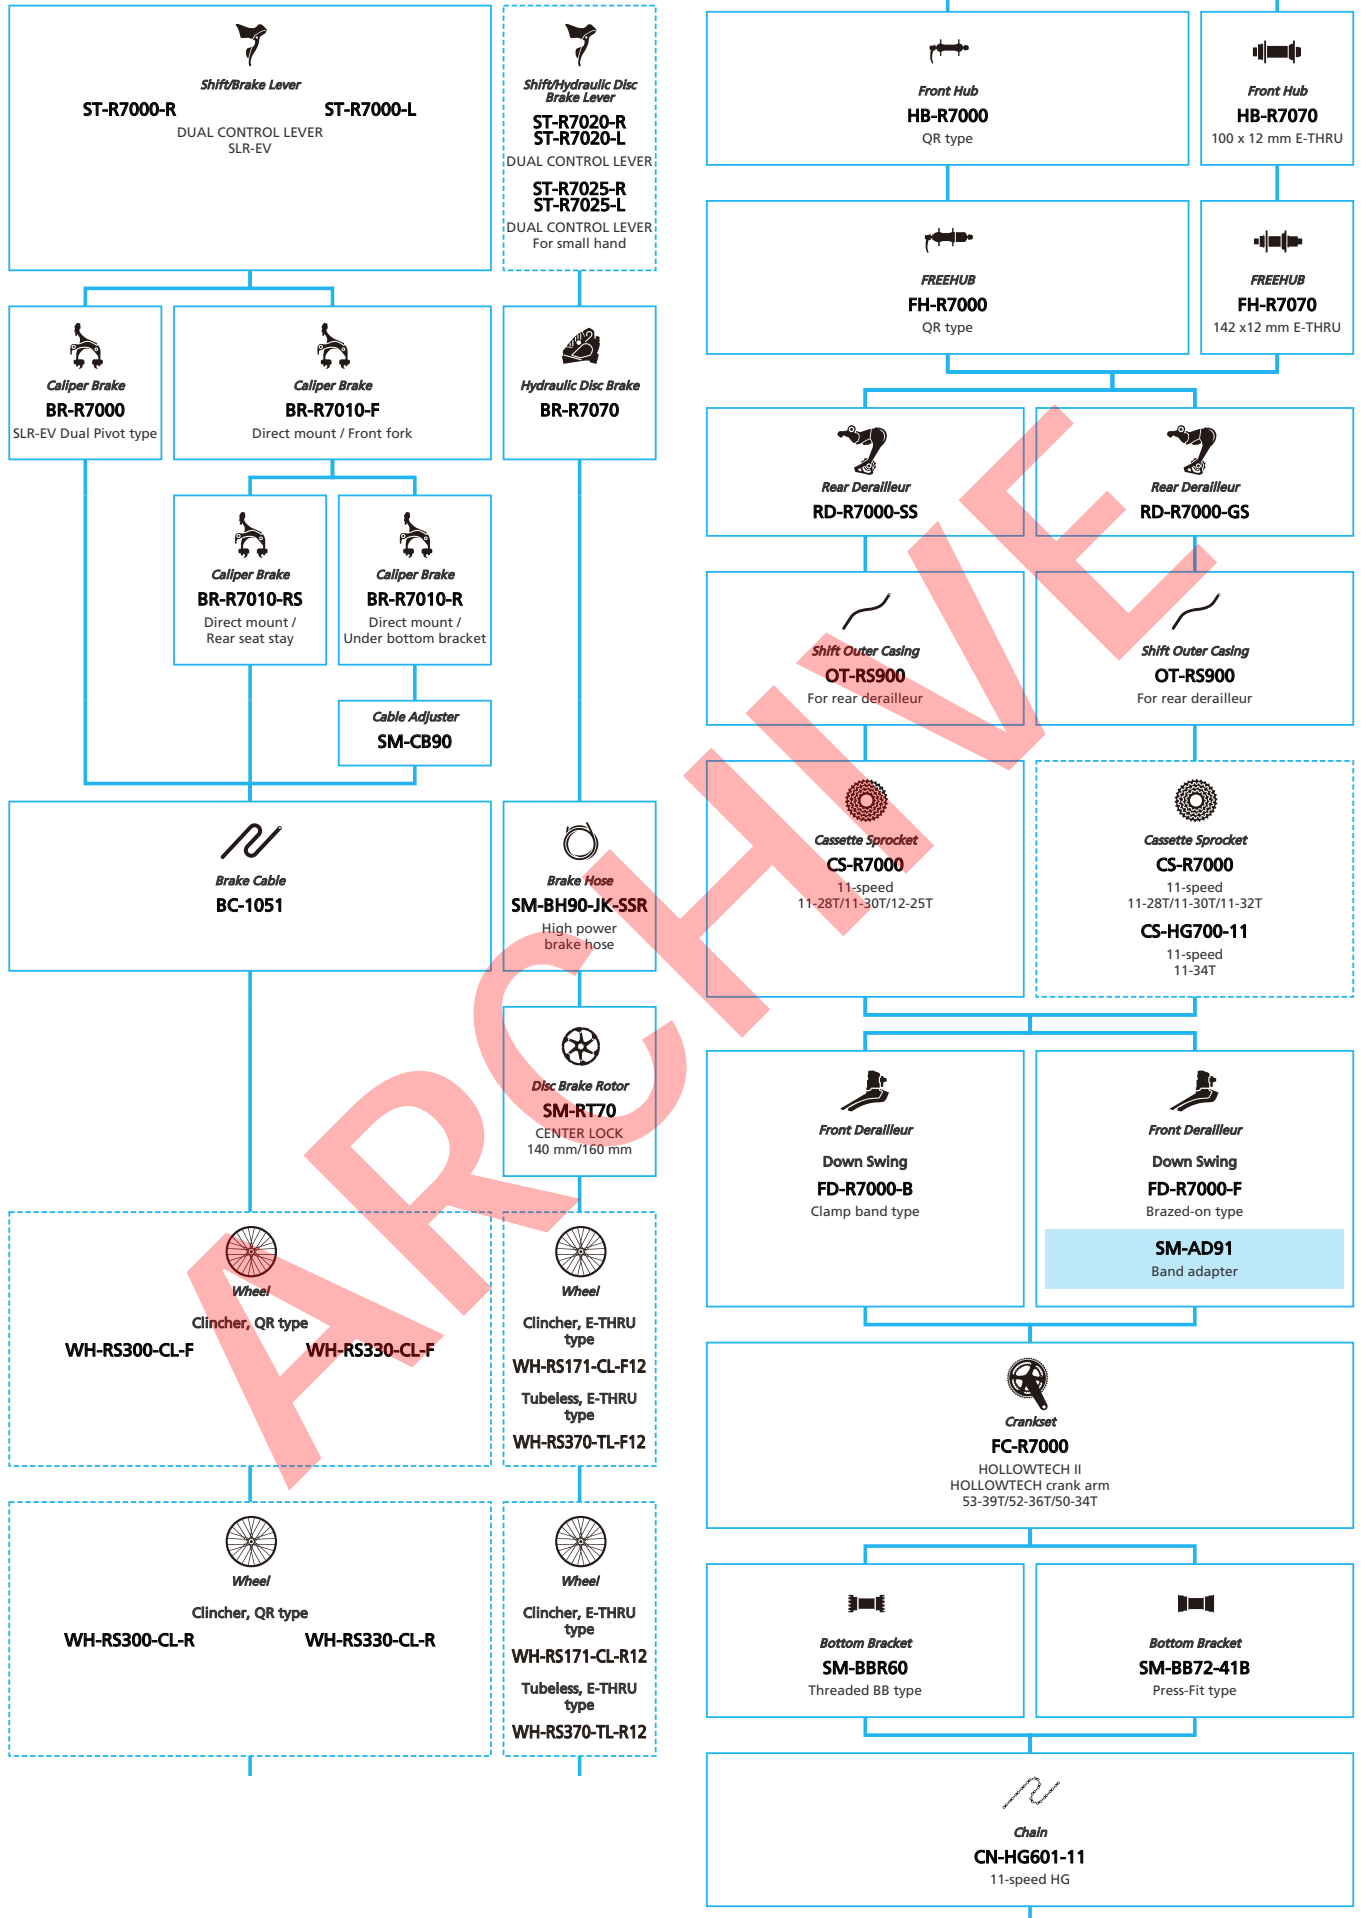 Shift/Brake Lever
ST-R7000-R
ST-R7000-L
DUAL CONTROL LEVER
SLR-EV
Shift/Hydraulic Disc
Brake Lever
ST-R7020-R
ST-R7020-L
DUAL CONTROL LEVER
ST-R7025-R
ST-R7025-L
DUAL CONTROL LEVER
For small hand
Caliper Brake
BR-R7000
SLR-EV Dual Pivot type
Caliper Brake
BR-R7010-F
Direct mount / Front fork
Hydraulic Disc Brake
BR-R7070
Caliper Brake
BR-R7010-RS
Direct mount /
Rear seat stay
Caliper Brake
BR-R7010-R
Direct mount /
Under bottom bracket
Cable Adjuster
SM-CB90
Brake Cable
BC-1051
Brake Hose
SM-BH90-JK-SSR
High power
brake hose
Disc Brake Rotor
SM-RT70
CENTER LOCK
140 mm/160 mm
Wheel
Clincher, QR type
WH-RS300-CL-F
WH-RS330-CL-F
Wheel
Clincher, E-THRU
type
WH-RS171-CL-F12
Tubeless, E-THRU
type
WH-RS370-TL-F12
Wheel
Clincher, QR type
WH-RS300-CL-R
WH-RS330-CL-R
Wheel
Clincher, E-THRU
type
WH-RS171-CL-R12
Tubeless, E-THRU
type
WH-RS370-TL-R12
Front Hub
HB-R7000
QR type
Front Hub
HB-R7070
100 x 12 mm E-THRU
FREEHUB
FH-R7000
QR type
FREEHUB
FH-R7070
142 x12 mm E-THRU
Rear Derailleur
RD-R7000-SS
Rear Derailleur
RD-R7000-GS
Shift Outer Casing
OT-RS900
For rear derailleur
Shift Outer Casing
OT-RS900
For rear derailleur
Cassette Sprocket
CS-R7000
11-speed
11-28T/11-30T/12-25T
Cassette Sprocket
CS-R7000
11-speed
11-28T/11-30T/11-32T
CS-HG700-11
11-speed
11-34T
Front Derailleur
Down Swing
FD-R7000-B
Clamp band type
Front Derailleur
Down Swing
FD-R7000-F
Brazed-on type
SM-AD91
Band adapter
Crankset
FC-R7000
HOLLOWTECH II
HOLLOWTECH crank arm
53-39T/52-36T/50-34T
Bottom Bracket
SM-BBR60
Threaded BB type
Bottom Bracket
SM-BB72-41B
Press-Fit type
Chain
CN-HG601-11
11-speed HG
ARCHIVE